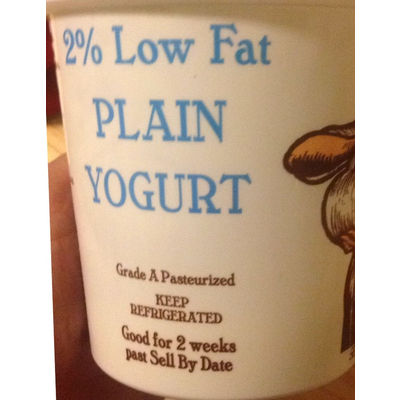 2% Low Fat
PLAIN
YOGURT
Grade A Pasteurized
KEEP
REFRIGERATED
Good for 2 weeks
past Sell By Date